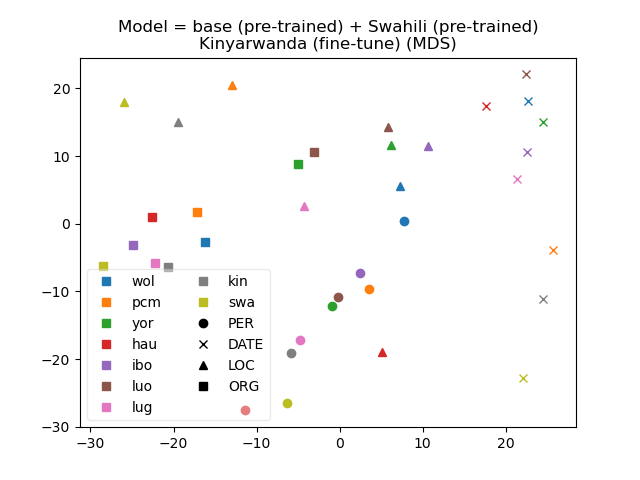 Model = base (pre-trained) + Swahili (pre-trained)
Kinyarwanda (fine-tune) (MDS)
20
10
0
−10
−20
−30
wol
pcm
yor
hau
ibo
luo
lug
kin
swa
PER
DATE
LOC
ORG
−30 −20 −10 0 10 20